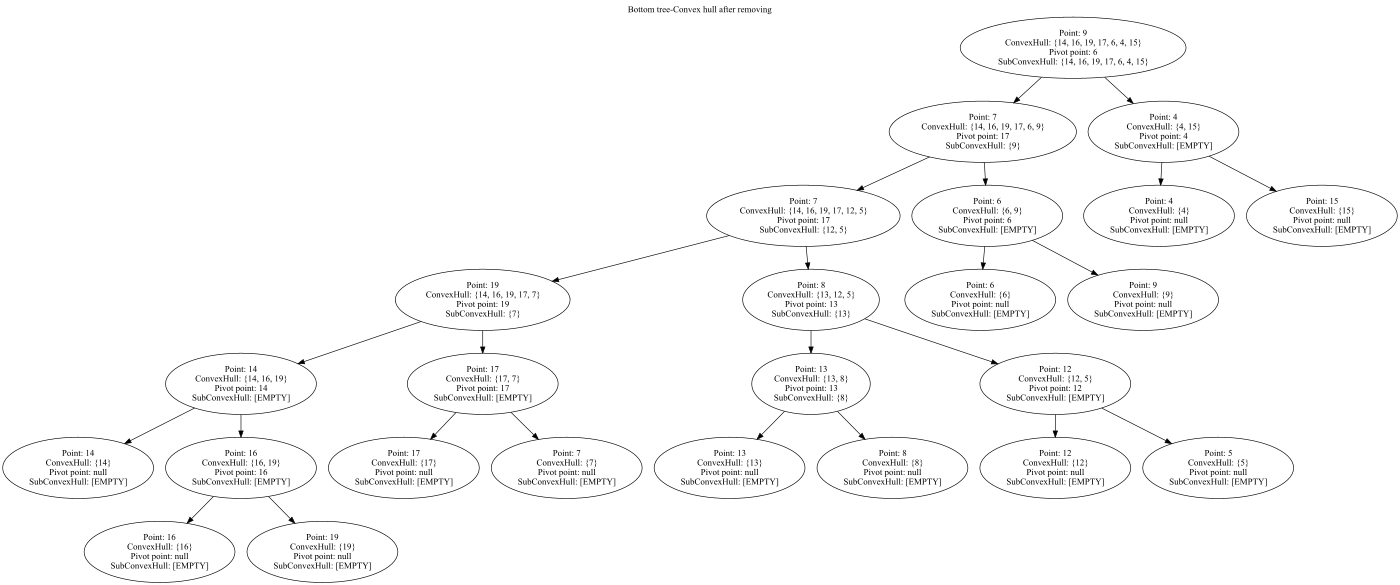 Bottom tree-Convex hull after removing
Point: 9
ConvexHull: {14, 16, 19, 17, 6, 4, 15}
Pivot point: 6
SubConvexHull: {14, 16, 19, 17, 6, 4, 15}
Point: 7
ConvexHull: {14, 16, 19, 17, 6, 9}
Pivot point: 17
SubConvexHull: {9}
Point: 4
ConvexHull: {4, 15}
Pivot point: 4
SubConvexHull: [EMPTY]
Point: 7
ConvexHull: {14, 16, 19, 17, 12, 5}
Pivot point: 17
SubConvexHull: {12, 5}
Point: 6
ConvexHull: {6, 9}
Pivot point: 6
SubConvexHull: [EMPTY]
Point: 4
ConvexHull: {4}
Pivot point: null
SubConvexHull: [EMPTY]
Point: 15
ConvexHull: {15}
Pivot point: null
SubConvexHull: [EMPTY]
Point: 19
ConvexHull: {14, 16, 19, 17, 7}
Pivot point: 19
SubConvexHull: {7}
Point: 8
ConvexHull: {13, 12, 5}
Pivot point: 13
SubConvexHull: {13}
Point: 6
ConvexHull: {6}
Pivot point: null
SubConvexHull: [EMPTY]
Point: 9
ConvexHull: {9}
Pivot point: null
SubConvexHull: [EMPTY]
Point: 14
ConvexHull: {14, 16, 19}
Pivot point: 14
SubConvexHull: [EMPTY]
Point: 17
ConvexHull: {17, 7}
Pivot point: 17
SubConvexHull: [EMPTY]
Point: 13
ConvexHull: {13, 8}
Pivot point: 13
SubConvexHull: {8}
Point: 12
ConvexHull: {12, 5}
Pivot point: 12
SubConvexHull: [EMPTY]
Point: 14
ConvexHull: {14}
Pivot point: null
SubConvexHull: [EMPTY]
Point: 16
ConvexHull: {16, 19}
Pivot point: 16
SubConvexHull: [EMPTY]
Point: 17
ConvexHull: {17}
Pivot point: null
SubConvexHull: [EMPTY]
Point: 7
ConvexHull: {7}
Pivot point: null
SubConvexHull: [EMPTY]
Point: 13
ConvexHull: {13}
Pivot point: null
SubConvexHull: [EMPTY]
Point: 8
ConvexHull: {8}
Pivot point: null
SubConvexHull: [EMPTY]
Point: 12
ConvexHull: {12}
Pivot point: null
SubConvexHull: [EMPTY]
Point: 5
ConvexHull: {5}
Pivot point: null
SubConvexHull: [EMPTY]
Point: 16
ConvexHull: {16}
Pivot point: null
SubConvexHull: [EMPTY]
Point: 19
ConvexHull: {19}
Pivot point: null
SubConvexHull: [EMPTY]